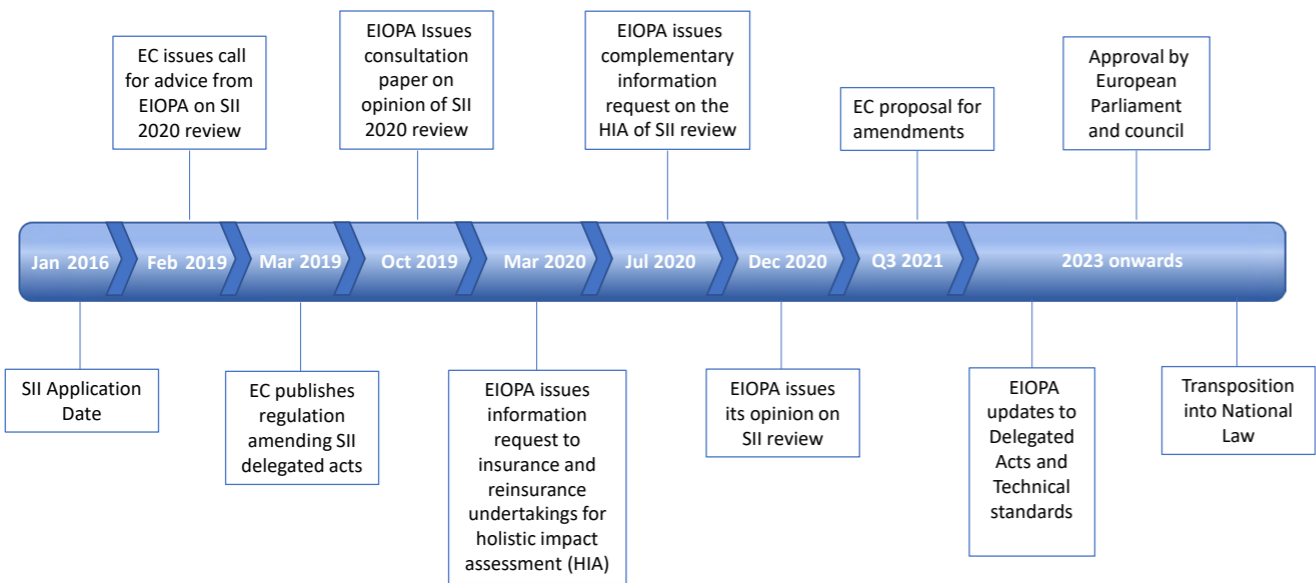 EC issues call
for advice from
EIOPA on SII
2020 review
EIOPA Issues
consultation
paper on
opinion of SII
2020 review
EIOPA issues
complementary
information
request on the
HIA of SII review
EC proposal for
amendments
Approval by
European
Parliament
and council
Jan 2016
Feb 2019
Mar 2019
Oct 2019
Mar 2020
Jul 2020
Dec 2020
Q3 2021
2023 onwards
SII Application
Date
EC publishes
regulation
amending SII
delegated acts
EIOPA issues
information
request to
insurance and
reinsurance
undertakings for
holistic impact
assessment (HIA)
EIOPA issues
its opinion on
SII review
EIOPA
updates to
Delegated
Acts and
Technical
standards
Transposition
into National
Law